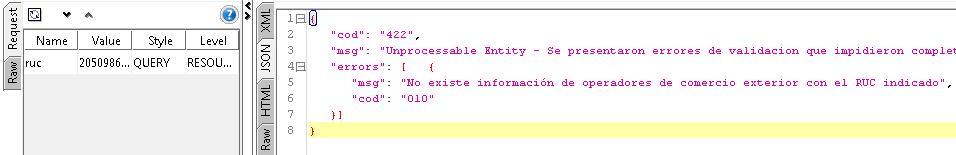 Raw
Request
Name Value Style Level
ruc 2050986... QUERY RESOU...
Raw
HTML
JSON
XML
1 {
2 "cod": "422",
3 "msg": "Unprocessable Entity - Se presentaron errores de validacion que impidieron complet
4 "errors": [ {
5 "msg": "No existe información de operadores de comercio exterior con el RUC indicado",
6 "cod": "010"
7 }]
8 }